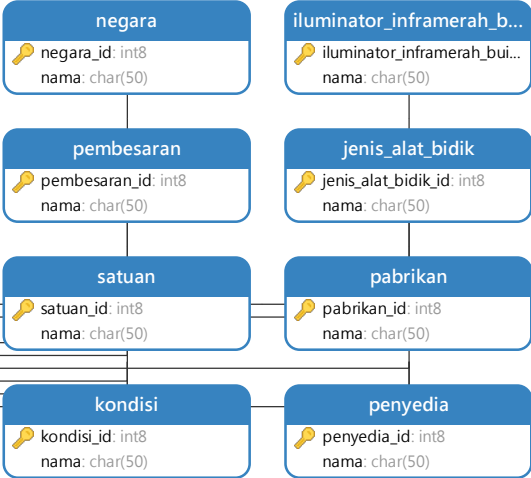 negara
negara_id: int8
nama: char(50)
iluminator_inframerah_b...
iluminator_inframerah_bui...
nama: char(50)
pembesaran
pembesaran_id: int8
nama: char(50)
jenis_alat_bidik
jenis_alat_bidik_id: int8
nama: char(50)
satuan
satuan_id: int8
nama: char(50)
pabrikan
pabrikan_id: int8
nama: char(50)
kondisi
kondisi_id: int8
nama: char(50)
penyedia
penyedia_id: int8
nama: char(50)